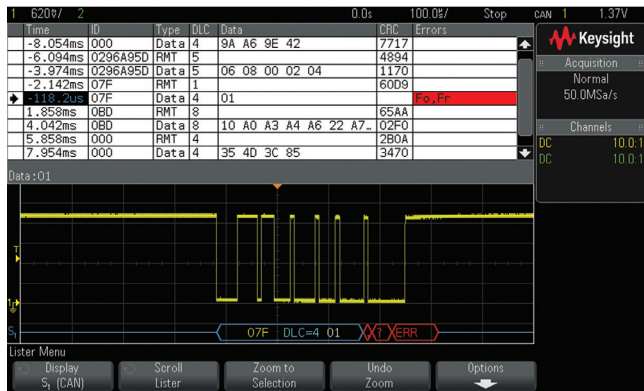 1 620▽/ 2 0.0s 100.0▽/ Stop CAN 1 1.37V
Time ID Type DLC Data CRC Errors
-8.054ms 000 Data 4 9A A6 9E 42 7717
-6.094ms 0296A95D RMT 5 4894
-3.974ms 0296A95D Data 5 06 08 00 02 04 1170
-2.142ms 07F RMT 1 60D9
-118.2us 07F Data 4 01 Fo,Fr
1.858ms 0BD RMT 8 65AA
4.042ms 0BD Data 8 10 A0 A3 A4 A6 22 A7… 02F0
5.858ms 000 RMT 4 2B0A
7.954ms 000 Data 4 35 4D 3C 85 3470
Keysight
Acquisition
Normal
50.0MSa/s
Channels
DC 10.0:1
DC 10.0:1
Data:01
T
1
S1 07F DLC=4 01 ? ERR
Lister Menu
Display
S1 (CAN)
Scroll
Lister
Zoom to
Selection
Undo
Zoom
Options